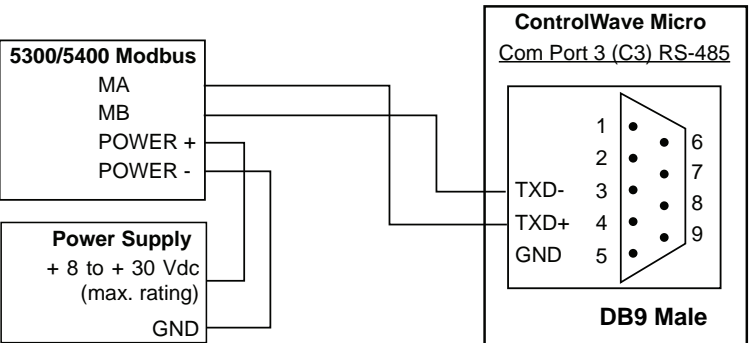 5300/5400 Modbus
MA
MB
POWER +
POWER -
Power Supply
+ 8 to + 30 Vdc
(max. rating)
GND
ControlWave Micro
Com Port 3 (C3) RS-485
1
2
TXD- 3
TXD+ 4
GND 5
6
7
8
9
DB9 Male